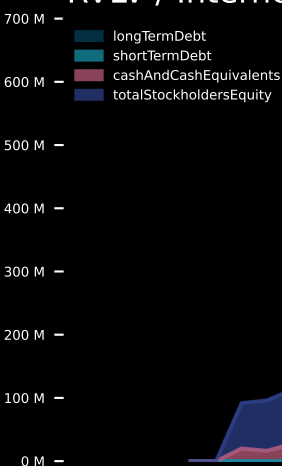 700 M
longTermDebt
shortTermDebt
cashAndCashEquivalents
totalStockholdersEquity
600 M
500 M
400 M
300 M
200 M
100 M
0 M